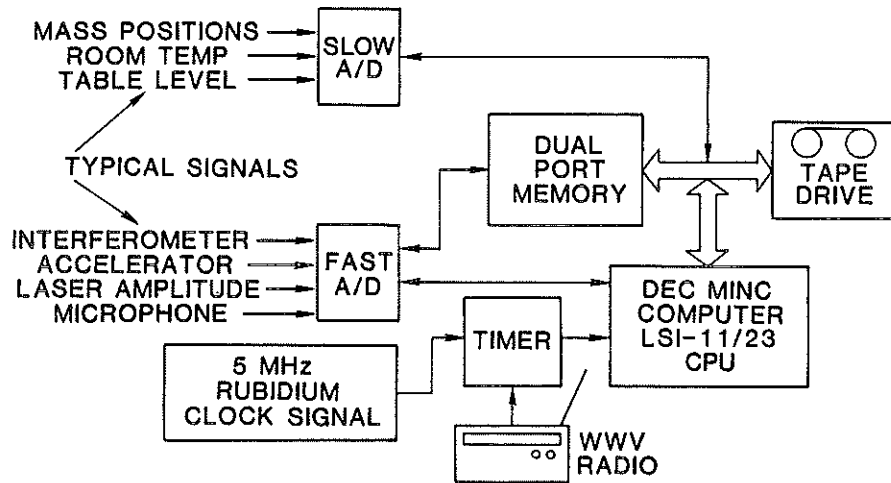 MASS POSITIONS
ROOM TEMP
TABLE LEVEL
SLOW
A/D
TYPICAL SIGNALS
DUAL
PORT
MEMORY
TAPE
DRIVE
INTERFEROMETER
ACCELERATOR
LASER AMPLITUDE
MICROPHONE
FAST
A/D
DEC MINC
COMPUTER
LSI-11/23
CPU
TIMER
5 MHz
RUBIDIUM
CLOCK SIGNAL
WWV
RADIO